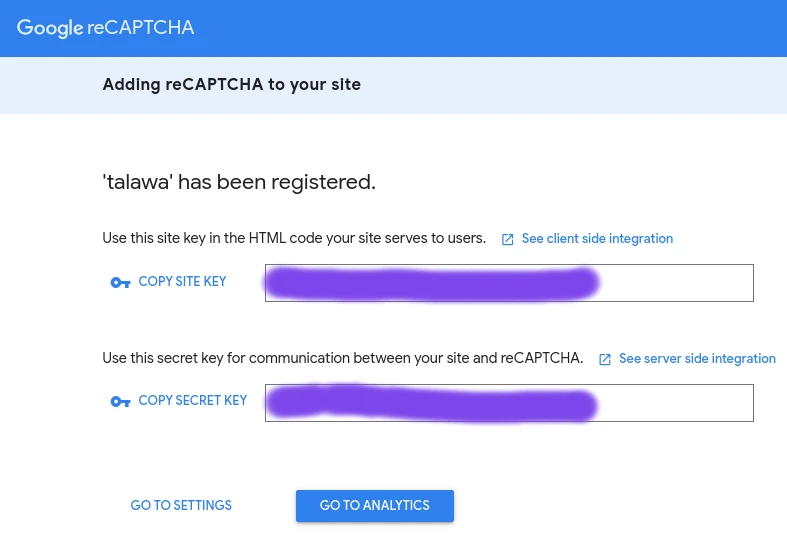 Google reCAPTCHA
Adding reCAPTCHA to your site
'talawa' has been registered.
Use this site key in the HTML code your site serves to users. See client side integration
COPY SITE KEY
Use this secret key for communication between your site and reCAPTCHA. See server side integration
COPY SECRET KEY
GO TO SETTINGS GO TO ANALYTICS